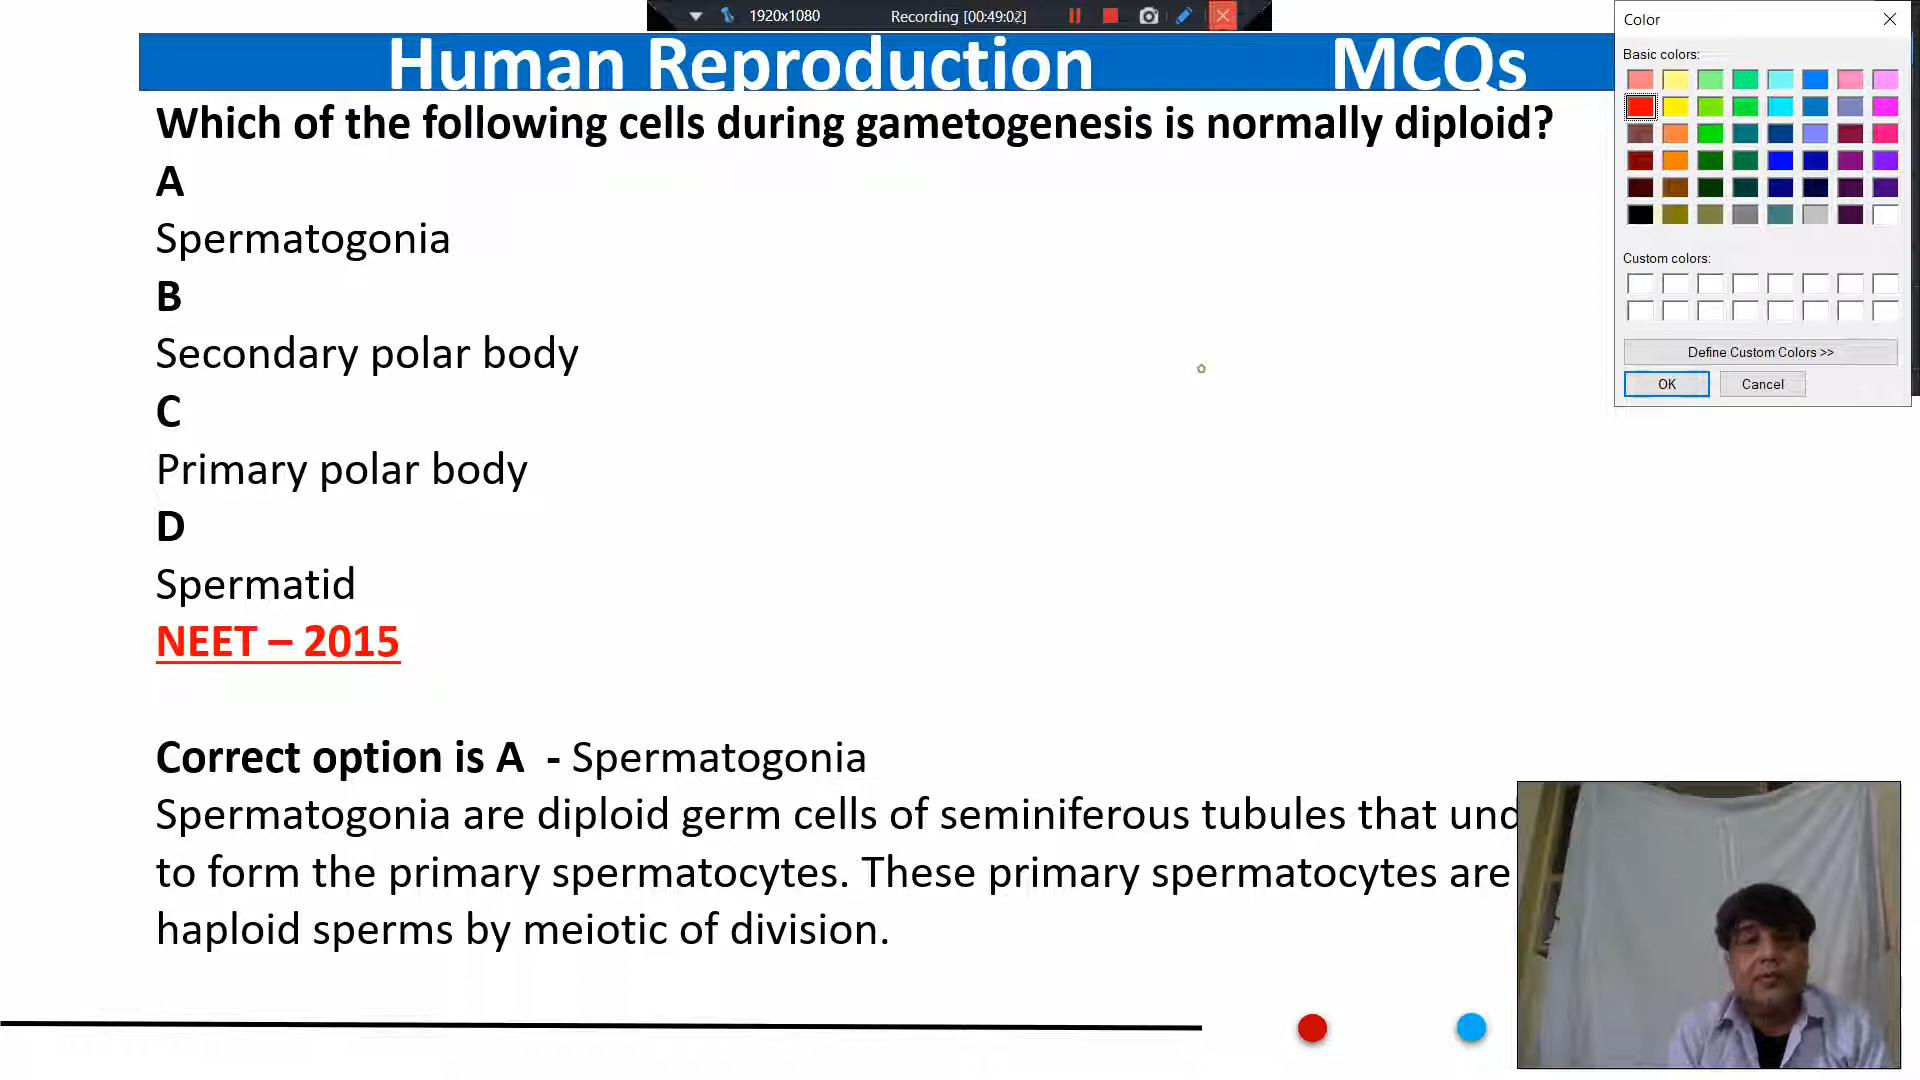 1920x1080 Recording [00:49:02]
Human Reproduction MCQs
Which of the following cells during gametogenesis is normally diploid?
A
Spermatogonia
B
Secondary polar body
C
Primary polar body
D
Spermatid
NEET – 2015
Correct option is A - Spermatogonia
Spermatogonia are diploid germ cells of seminiferous tubules that
to form the primary spermatocytes. These primary spermatocytes are
haploid sperms by meiotic of division.
Color
Basic colors:
Custom colors:
Define Custom Colors >>
OK Cancel